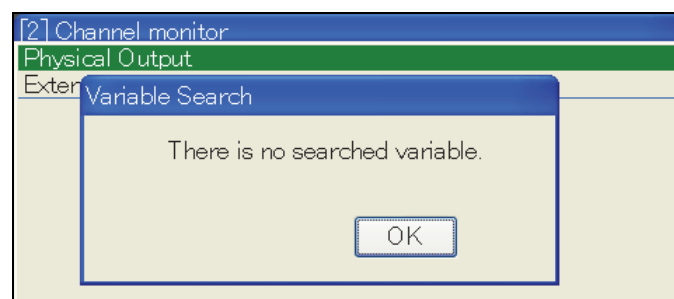 [2] Channel monitor
Physical Output
Exter
Variable Search
There is no searched variable.
OK